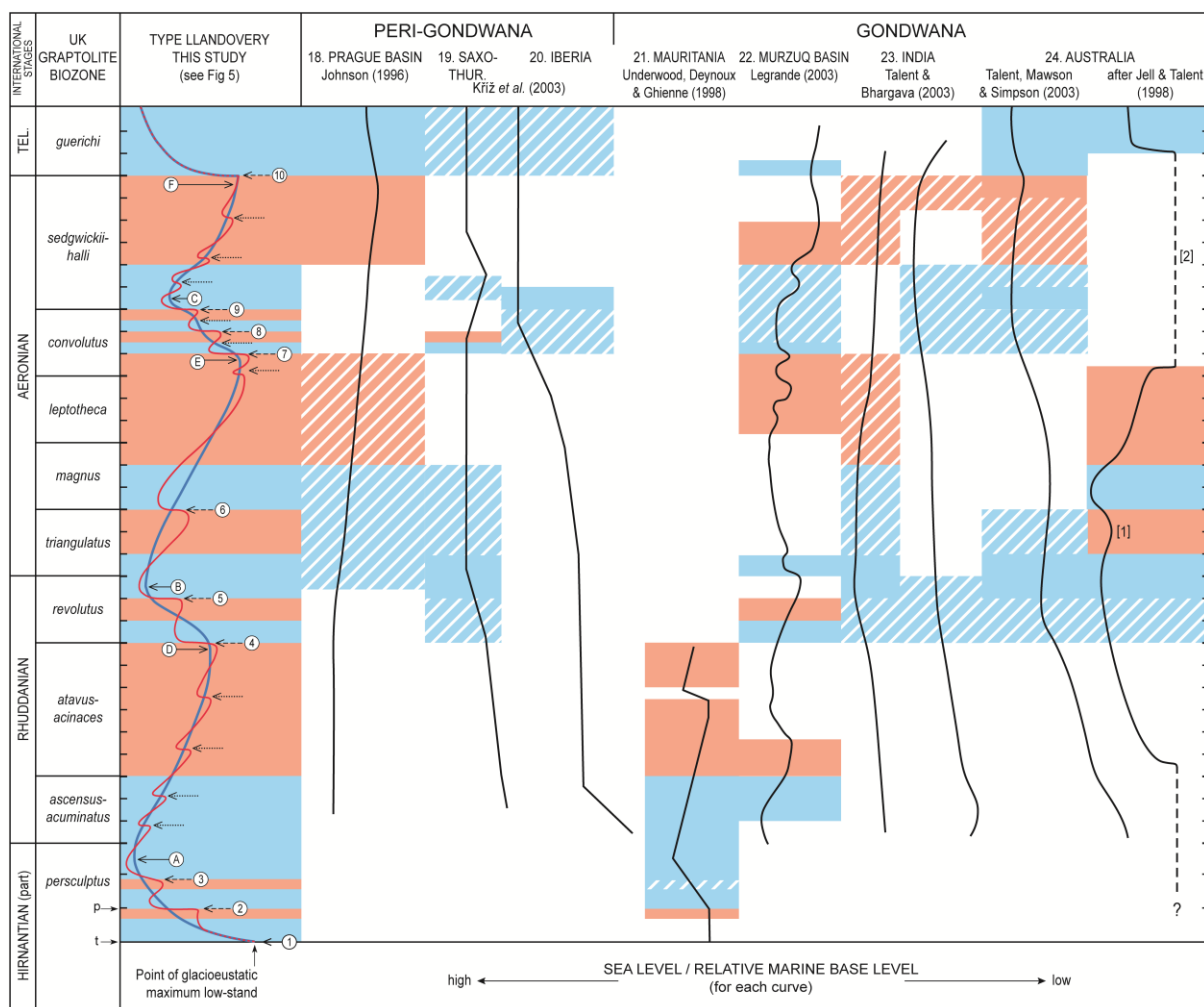 INTERNATIONAL
STAGES
UK
GRAPTOLITE
BIOZONE
TYPE LLANDOVERY
THIS STUDY
(see Fig 5)
PERI-GONDWANA
18. PRAGUE BASIN
Johnson (1996)
19. SAXO-
THUR.
20. IBERIA
Kříž et al. (2003)
GONDWANA
21. MAURITANIA
Underwood, Deynoux
& Ghienne (1998)
22. MURZUQ BASIN
Legrande (2003)
23. INDIA
Talent &
Bhargava (2003)
24. AUSTRALIA
Talent, Mawson
& Simpson (2003)
after Jell & Talent
(1998)
TEL.
AERONIAN
RHUDDANIAN
HIRNANTIAN (part)
guerichi
sedgwickii-
halli
convolutus
leptotheca
magnus
triangulatus
revolutus
atavus-
acinaces
ascensus-
acuminatus
persculptus
p
t
10
F
C
9
8
7
E
6
B
5
4
D
A
3
2
1
[2]
[1]
?
Point of glacioeustatic
maximum low-stand
SEA LEVEL / RELATIVE MARINE BASE LEVEL
high
low
(for each curve)